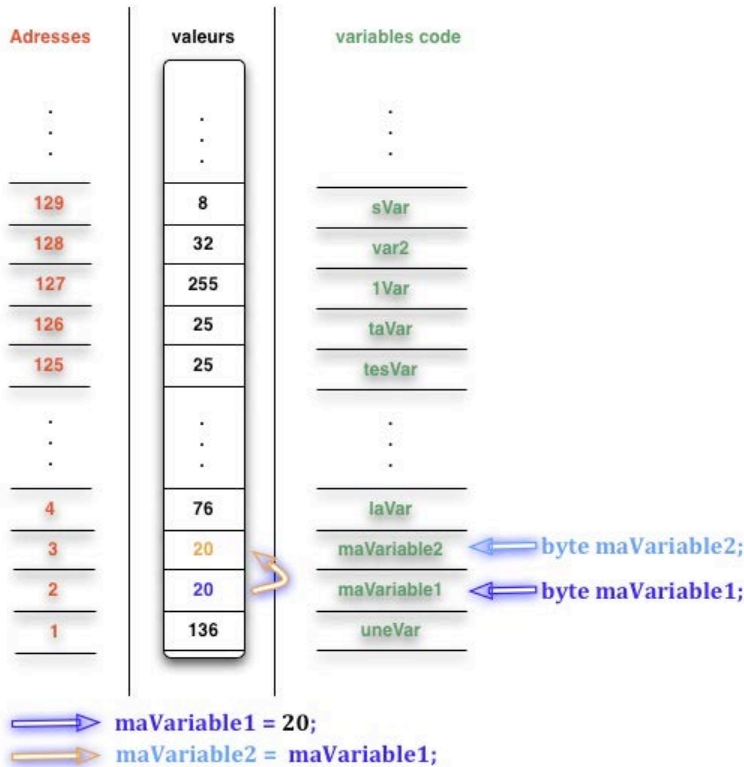 Adresses valeurs variables code
129 8 sVar
128 32 var2
127 255 1Var
126 25 taVar
125 25 tesVar
4 76 laVar
3 20 maVariable2 byte maVariable2;
2 20 maVariable1 byte maVariable1;
1 136 uneVar
maVariable1 = 20;
maVariable2 = maVariable1;